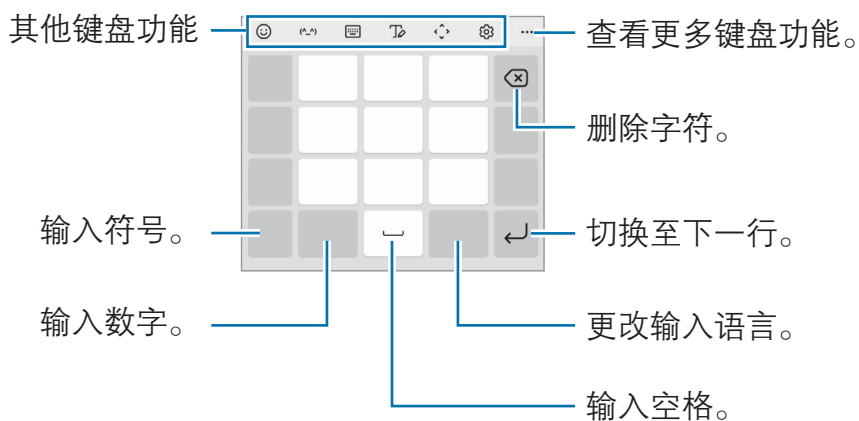 其他键盘功能
(^_^)
查看更多键盘功能。
删除字符。
输入符号。
切换至下一行。
输入数字。
更改输入语言。
输入空格。